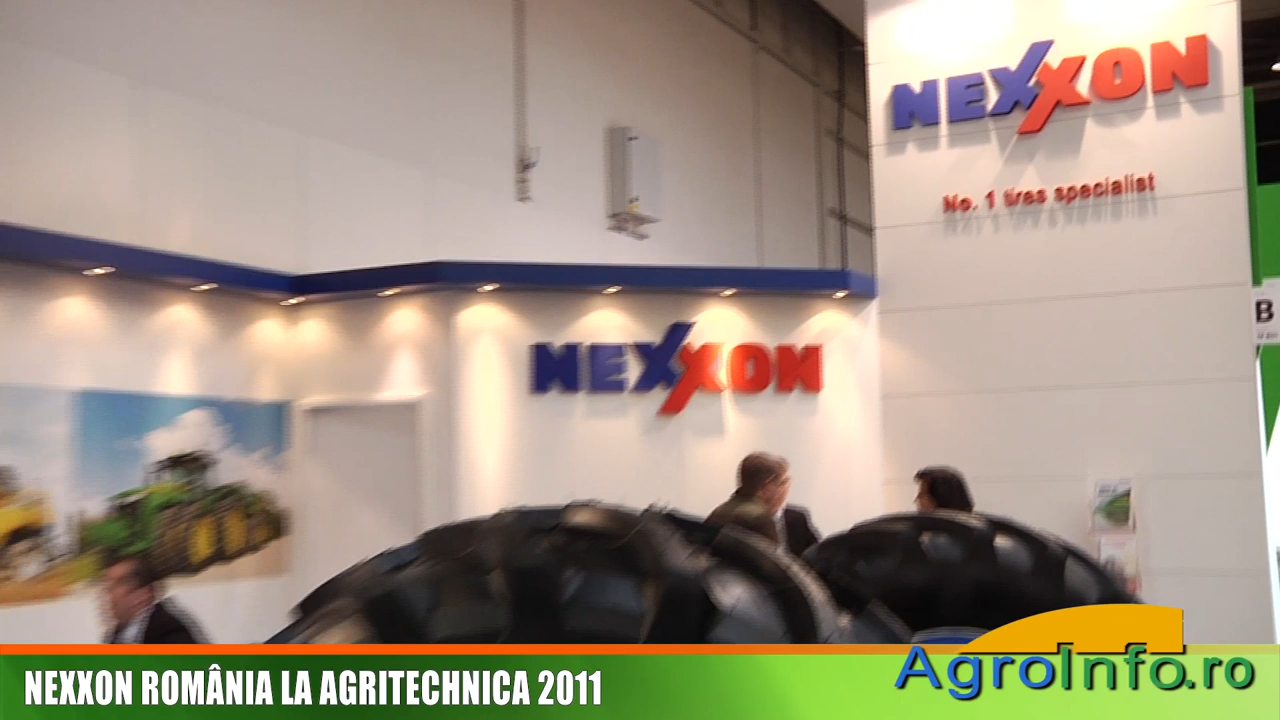 NEXXON
No. 1 tires specialist
NEXXON
B
NEXXON ROMÂNIA LA AGRITECHNICA 2011
AgroInfo.ro